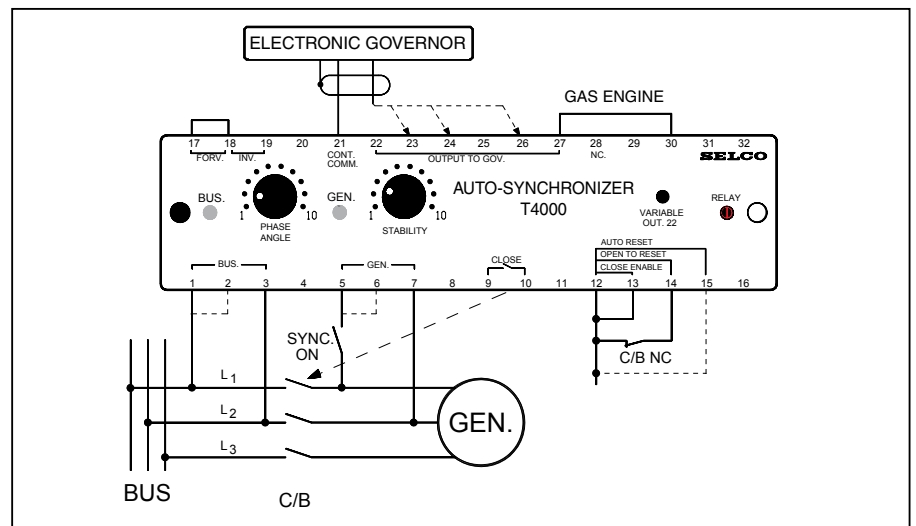 ELECTRONIC GOVERNOR
GAS ENGINE
17 18 19 20 21 22 23 24 25 26 27 28 29 30 31 32
FORV. INV. CONT. COMM. OUTPUT TO GOV. NC. SELCO
BUS. GEN. AUTO-SYNCHRONIZER T4000 RELAY
1 10 1 10
PHASE ANGLE
STABILITY
VARIABLE OUT. 22
AUTO RESET
OPEN TO RESET
CLOSE ENABLE
BUS. GEN. CLOSE
1 2 3 4 5 6 7 8 9 10 11 12 13 14 15 16
SYNC. ON
C/B NC
L1
L2
L3
GEN.
BUS
C/B